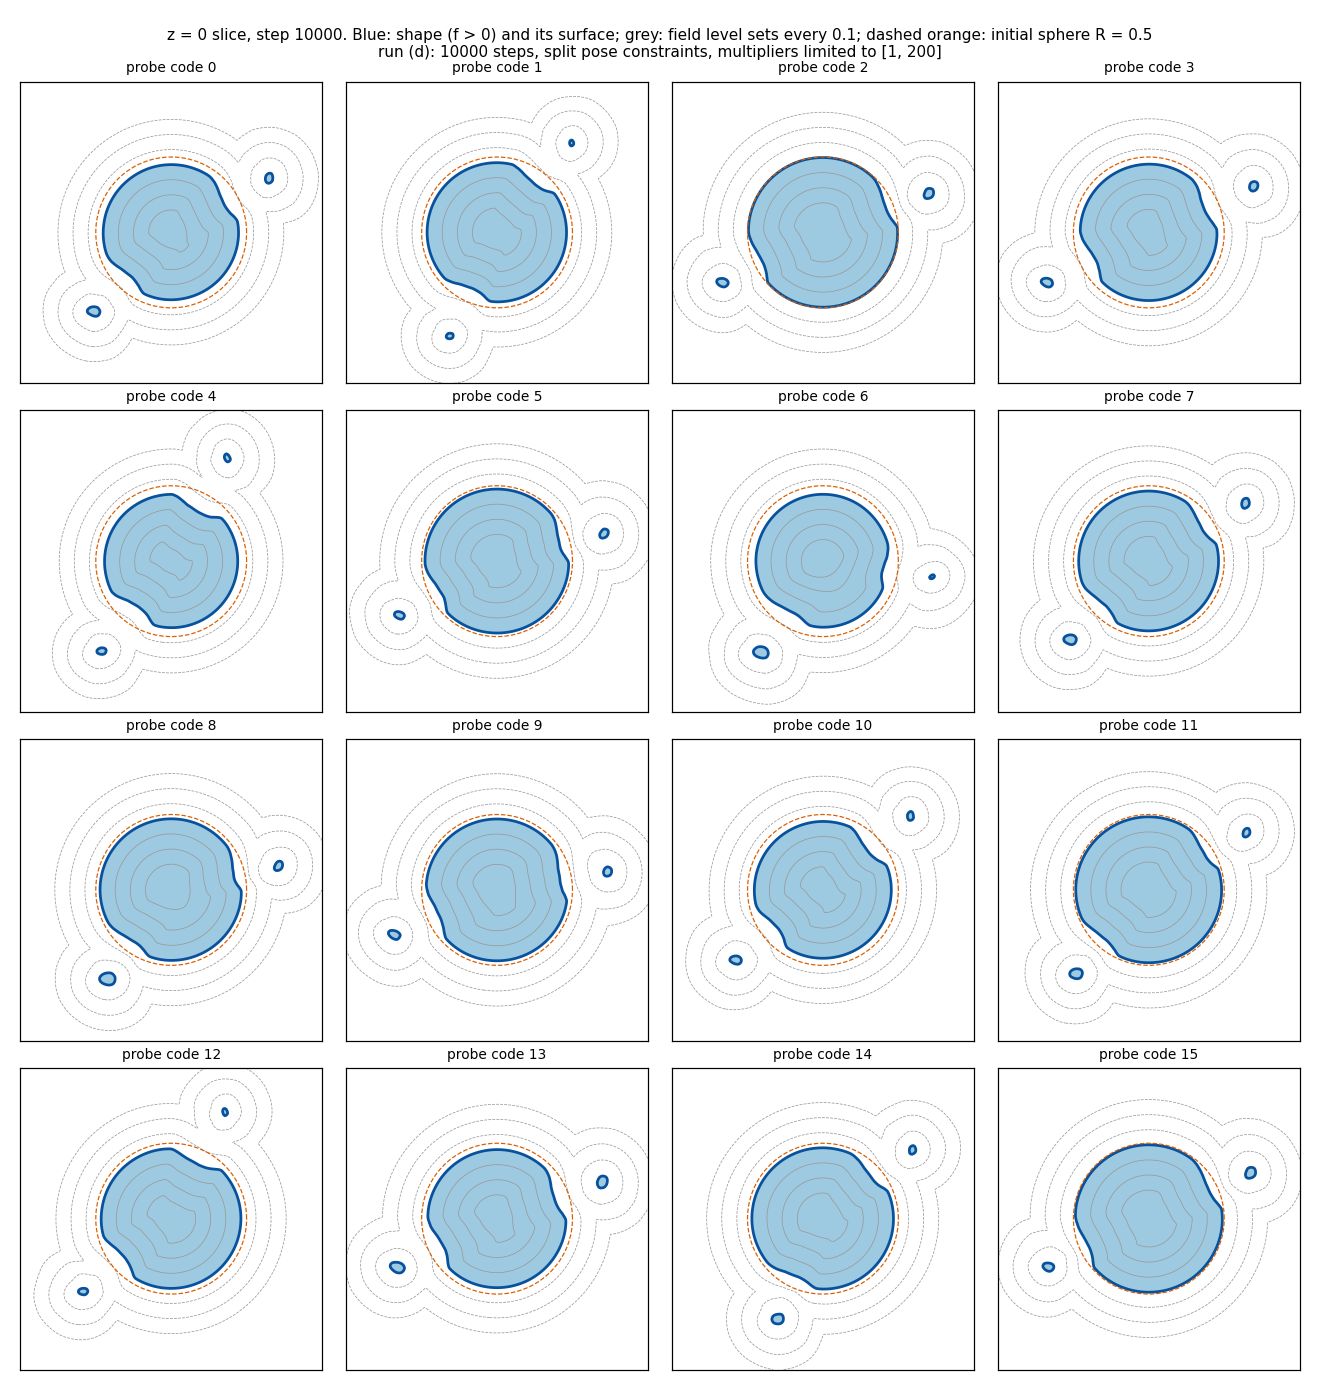 z = 0 slice, step 10000. Blue: shape (f > 0) and its surface; grey: field level sets every 0.1; dashed orange: initial sphere R = 0.5
run (d): 10000 steps, split pose constraints, multipliers limited to [1, 200]
probe code 0
probe code 1
probe code 2
probe code 3
probe code 4
probe code 5
probe code 6
probe code 7
probe code 8
probe code 9
probe code 10
probe code 11
probe code 12
probe code 13
probe code 14
probe code 15